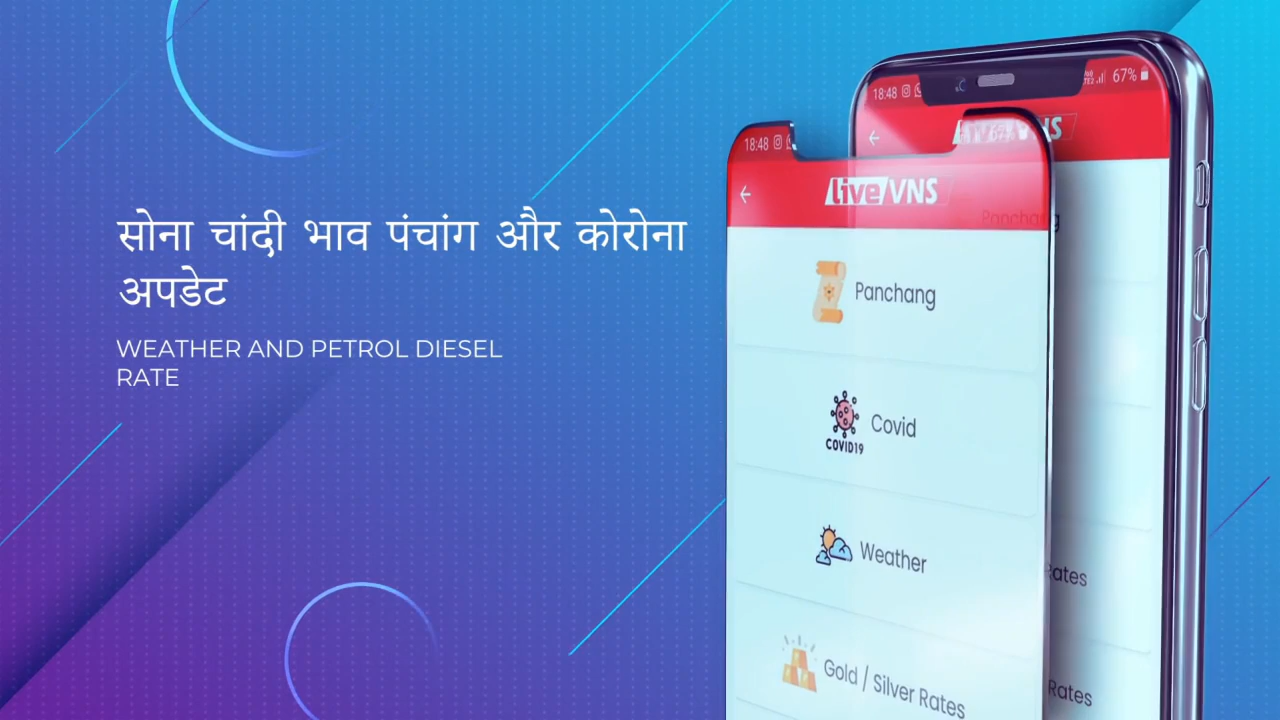 सोना चांदी भाव पंचांग और कोरोना
अपडेट
WEATHER AND PETROL DIESEL
RATE
18:48
67%
18:48
live VNS
Panchang
Covid
COVID19
Weather
Gold / Silver Rates
Rates
Rates